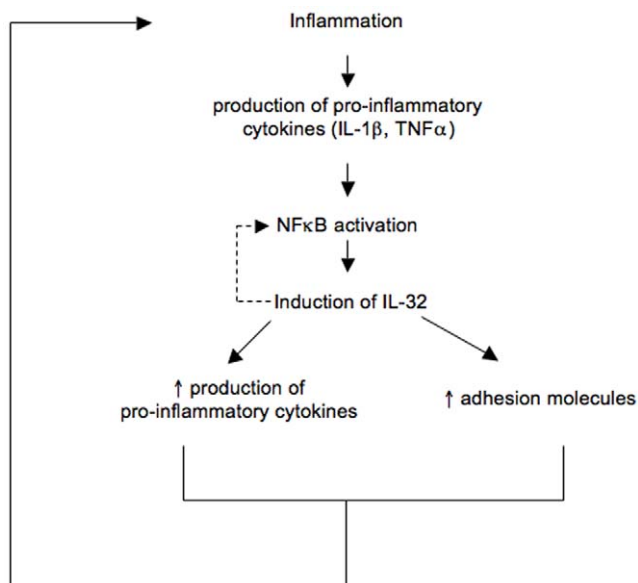 Inflammation
production of pro-inflammatory
cytokines (IL-1β, TNFα)
NFκB activation
Induction of IL-32
↑ production of
pro-inflammatory cytokines
↑ adhesion molecules